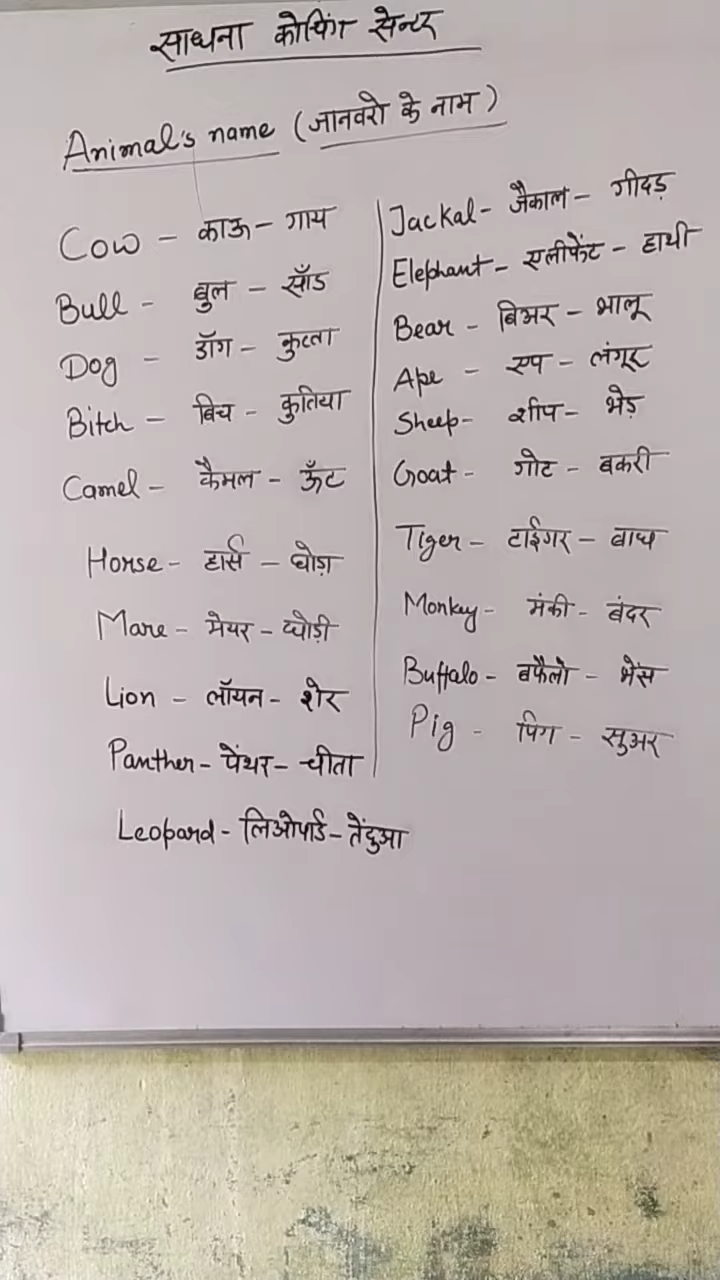 साधना कोचिंग सेन्टर
Animal's name (जानवरो के नाम)
Cow – काऊ – गाय
Bull – बुल – साँड
Dog – डॉग – कुत्ता
Bitch – बिच – कुतिया
Camel – कैमल – ऊँट
Horse – हार्स – घोड़ा
Mare – मेयर – घोड़ी
Lion – लॉयन – शेर
Panther – पेंथर – चीता
Leopard – लिओपार्ड – तेंदुआ
Jackal – जैकाल – गीदड़
Elephant – एलीफेंट – हाथी
Bear – बिअर – भालू
Ape – एप – लंगूर
Sheep – शीप – भेड़
Goat – गोट – बकरी
Tiger – टाईगर – बाघ
Monkey – मंकी – बंदर
Buffalo – बफैलो – भैंस
Pig – पिग – सुअर